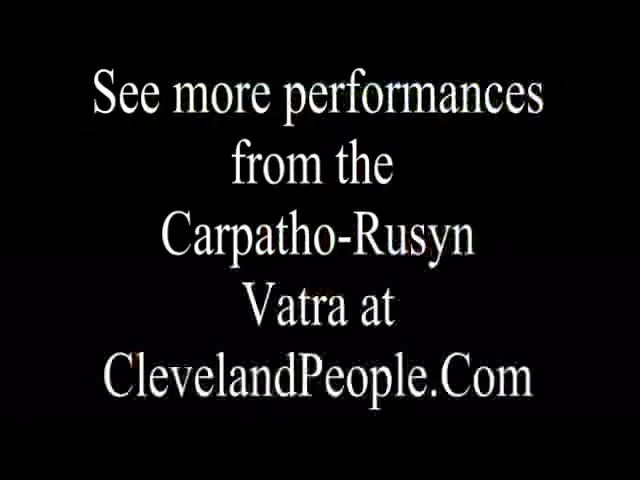 See more performances
from the
Carpatho-Rusyn
Vatra at
ClevelandPeople.Com